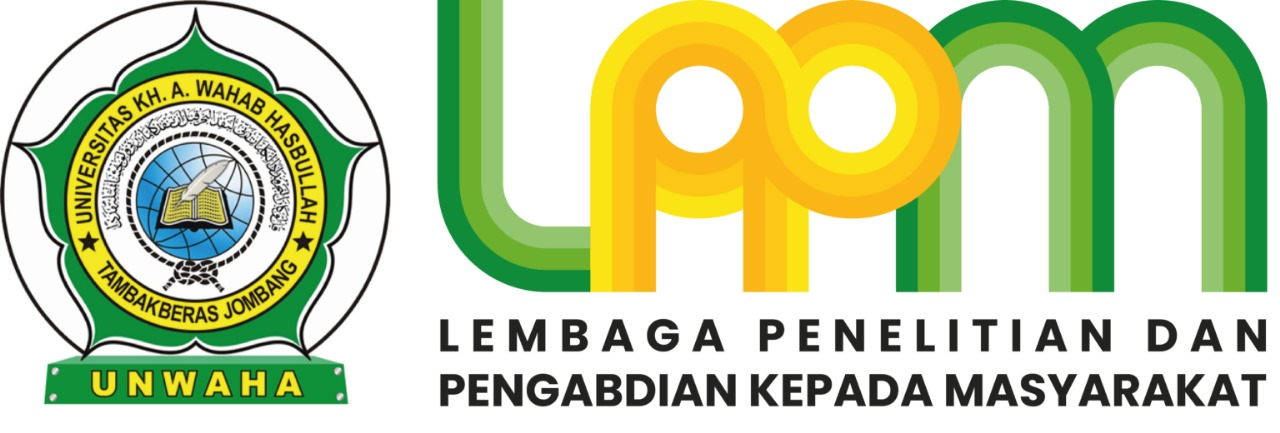 UNIVERSITAS KH. A. WAHAB HASBULLAH
TAMBAKBERAS JOMBANG
UNWAHA
LPPM
LEMBAGA PENELITIAN DAN
PENGABDIAN KEPADA MASYARAKAT